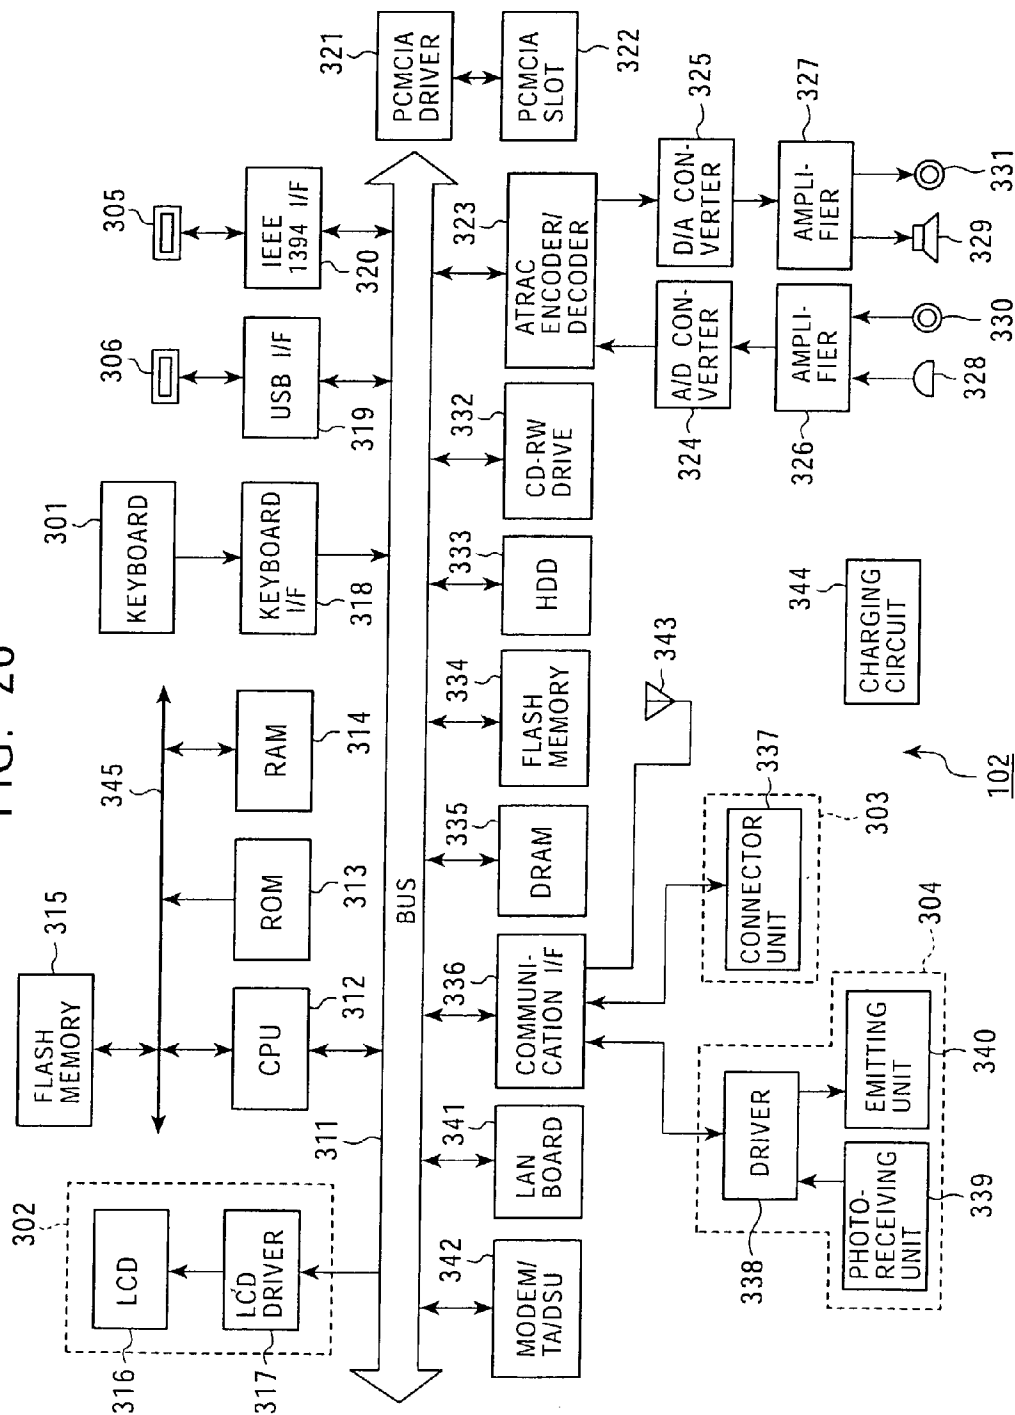 FIG.
302
316
LCD
317
LCD
DRIVER
315
FLASH
MEMORY
345
312
CPU
313
ROM
314
RAM
301
KEYBOARD
318
KEYBOARD
I/F
306
319
USB I/F
305
320
IEEE
1394 I/F
321
PCMCIA
DRIVER
322
PCMCIA
SLOT
311
BUS
342
MODEM/
TA/DSU
341
LAN
BOARD
336
COMMUNI-
CATION I/F
335
DRAM
334
FLASH
MEMORY
333
HDD
332
CD-RW
DRIVE
323
ATRAC
ENCODER/
DECODER
324
A/D CON-
VERTER
325
D/A CON-
VERTER
326
AMPLI-
FIER
327
AMPLI-
FIER
328
330
329
331
343
338
DRIVER
304
339
PHOTO-
RECEIVING
UNIT
340
EMITTING
UNIT
337
CONNECTOR
UNIT
303
344
CHARGING
CIRCUIT
102